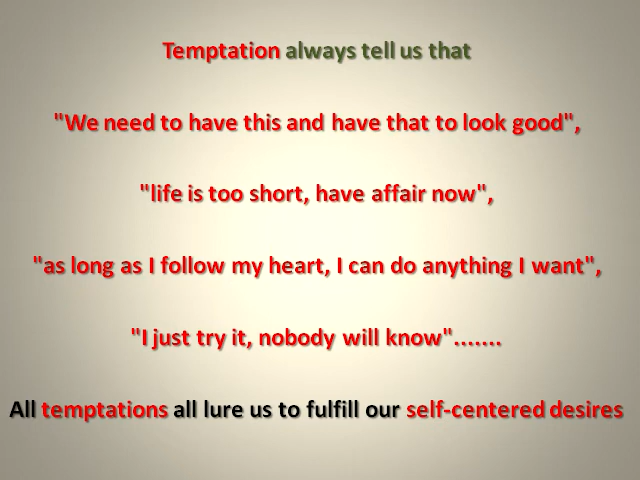 Temptation always tell us that
"We need to have this and have that to look good",
"life is too short, have affair now",
"as long as I follow my heart, I can do anything I want",
"I just try it, nobody will know".......
All temptations all lure us to fulfill our self-centered desires